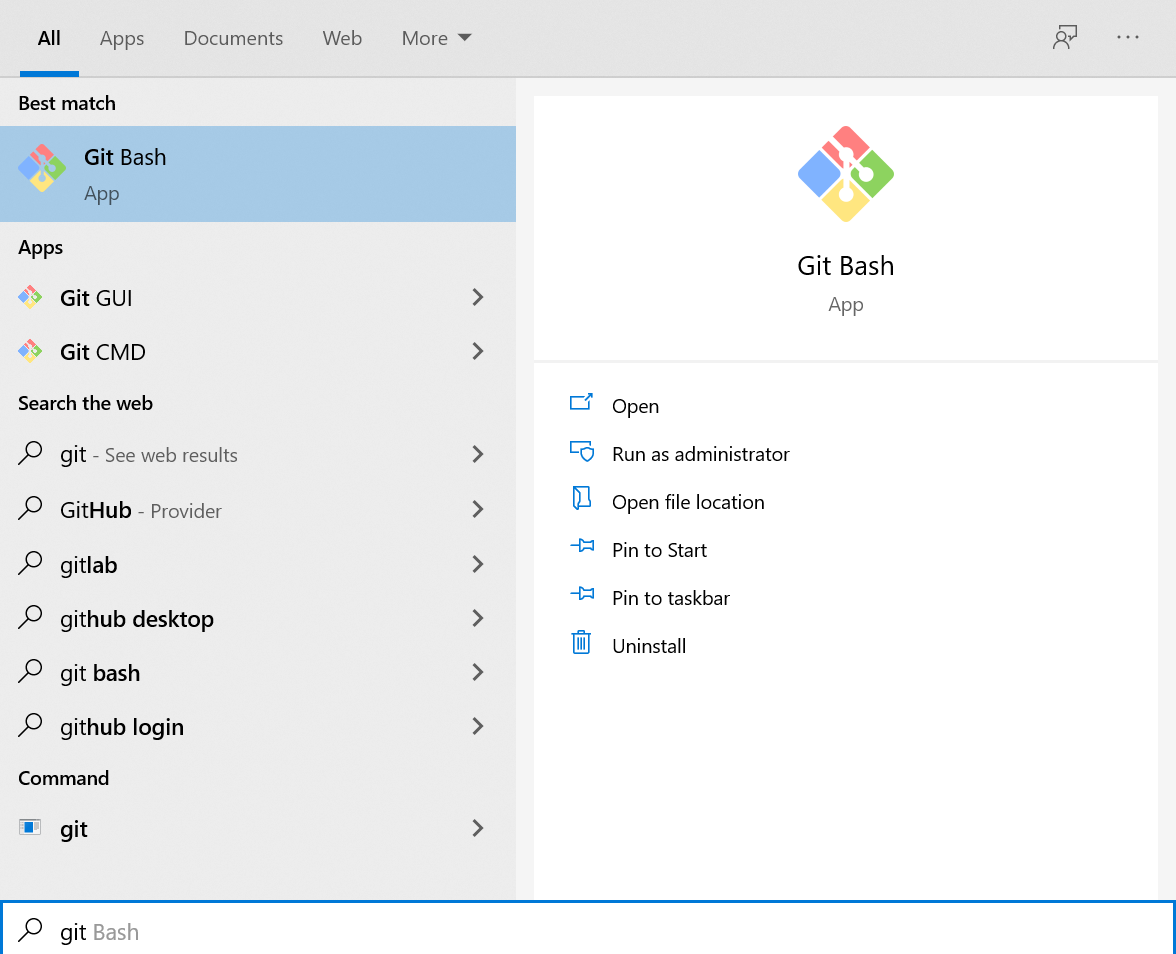 All Apps Documents Web More
Best match
Git Bash
App
Apps
Git GUI
Git CMD
Search the web
git - See web results
GitHub - Provider
gitlab
github desktop
git bash
github login
Command
git
git Bash
Git Bash
App
Open
Run as administrator
Open file location
Pin to Start
Pin to taskbar
Uninstall